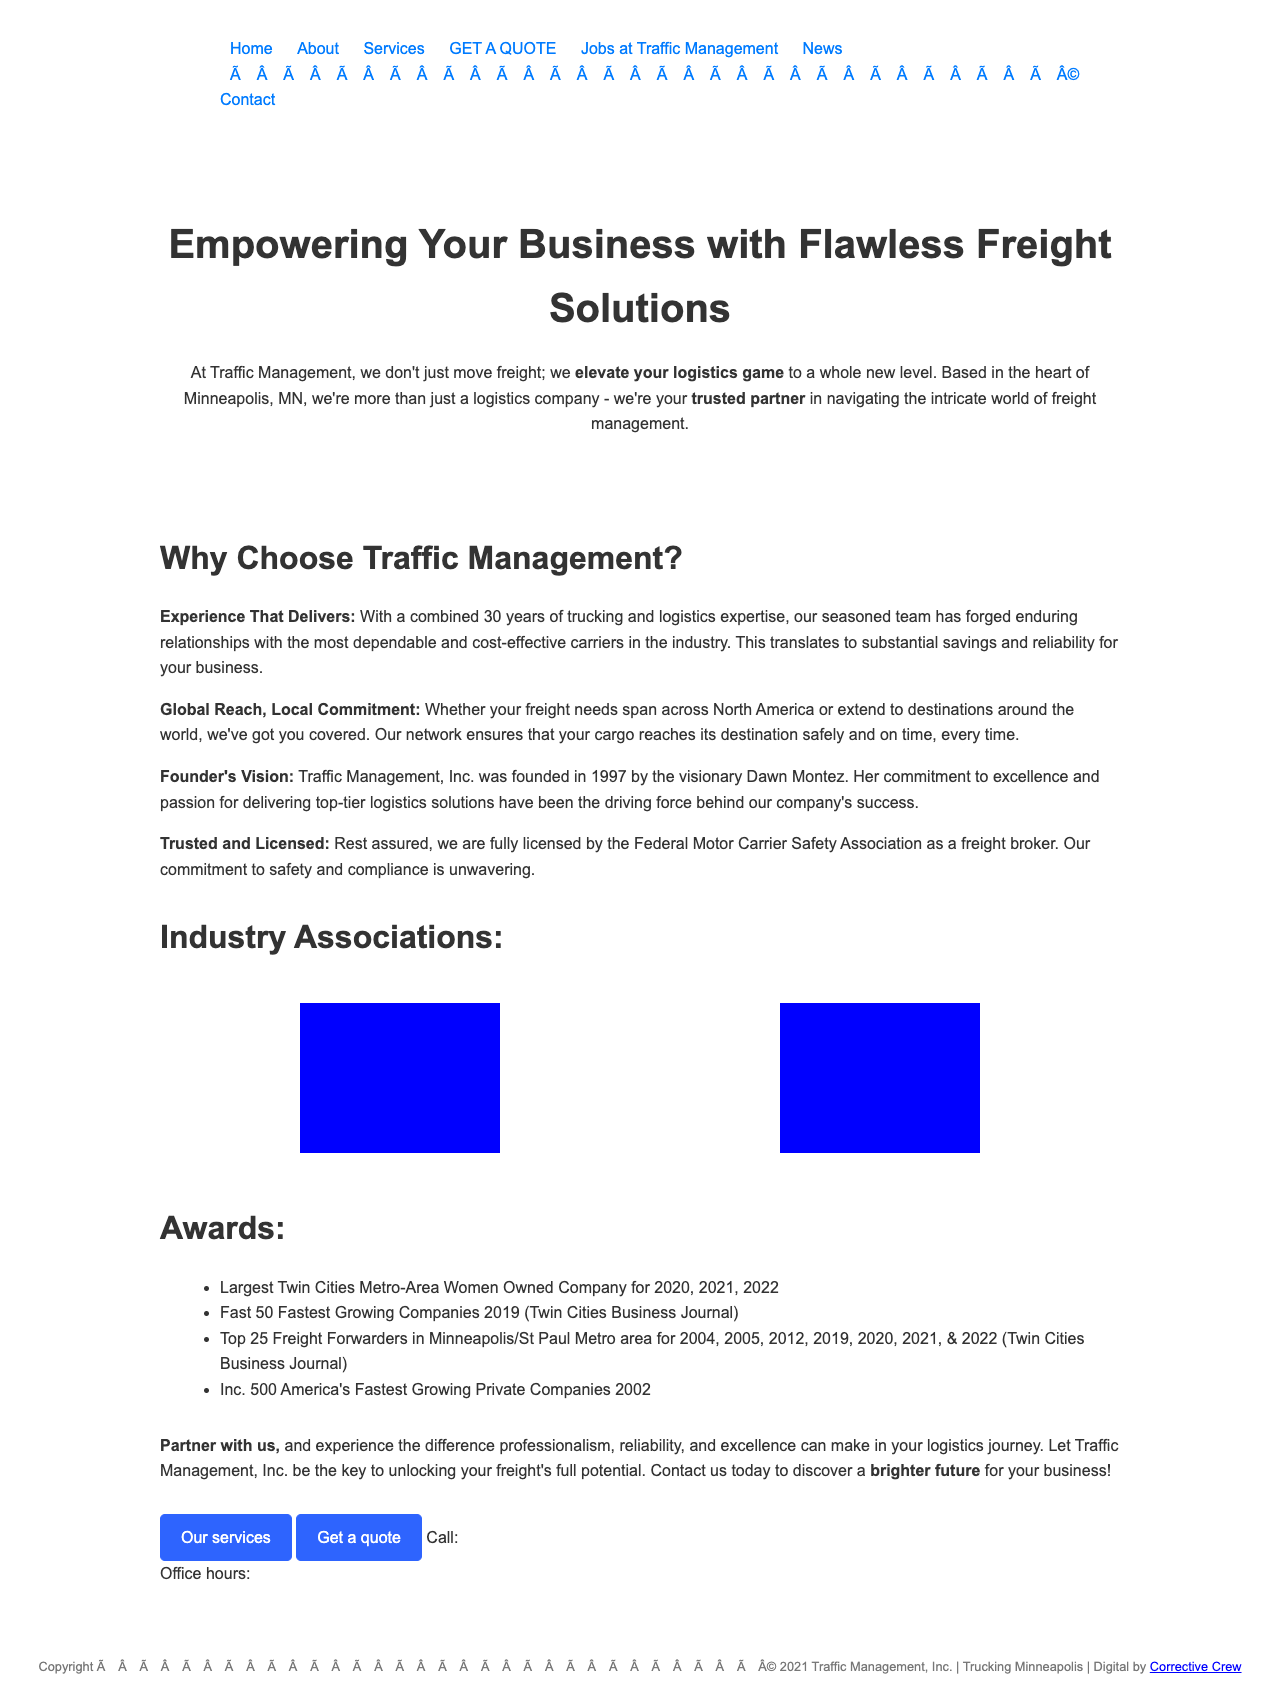 Home About Services GET A QUOTE Jobs at Traffic Management News
Ã Â Ã Â Ã Â Ã Â Ã Â Ã Â Ã Â Ã Â Ã Â Ã Â Ã Â Ã Â Ã Â Ã Â Ã Â Ã Â©
Contact
Empowering Your Business with Flawless Freight
Solutions
At Traffic Management, we don't just move freight; we elevate your logistics game to a whole new level. Based in the heart of
Minneapolis, MN, we're more than just a logistics company - we're your trusted partner in navigating the intricate world of freight
management.
Why Choose Traffic Management?
Experience That Delivers: With a combined 30 years of trucking and logistics expertise, our seasoned team has forged enduring
relationships with the most dependable and cost-effective carriers in the industry. This translates to substantial savings and reliability for
your business.
Global Reach, Local Commitment: Whether your freight needs span across North America or extend to destinations around the
world, we've got you covered. Our network ensures that your cargo reaches its destination safely and on time, every time.
Founder's Vision: Traffic Management, Inc. was founded in 1997 by the visionary Dawn Montez. Her commitment to excellence and
passion for delivering top-tier logistics solutions have been the driving force behind our company's success.
Trusted and Licensed: Rest assured, we are fully licensed by the Federal Motor Carrier Safety Association as a freight broker. Our
commitment to safety and compliance is unwavering.
Industry Associations:
Awards:
• Largest Twin Cities Metro-Area Women Owned Company for 2020, 2021, 2022
• Fast 50 Fastest Growing Companies 2019 (Twin Cities Business Journal)
• Top 25 Freight Forwarders in Minneapolis/St Paul Metro area for 2004, 2005, 2012, 2019, 2020, 2021, & 2022 (Twin Cities
Business Journal)
• Inc. 500 America's Fastest Growing Private Companies 2002
Partner with us, and experience the difference professionalism, reliability, and excellence can make in your logistics journey. Let Traffic
Management, Inc. be the key to unlocking your freight's full potential. Contact us today to discover a brighter future for your business!
Our services Get a quote Call:
Office hours:
Copyright Ã Â Ã Â Ã Â Ã Â Ã Â Ã Â Ã Â Ã Â Ã Â Ã Â Ã Â Ã Â Ã Â Ã Â Ã Â Ã Â© 2021 Traffic Management, Inc. | Trucking Minneapolis | Digital by Corrective Crew